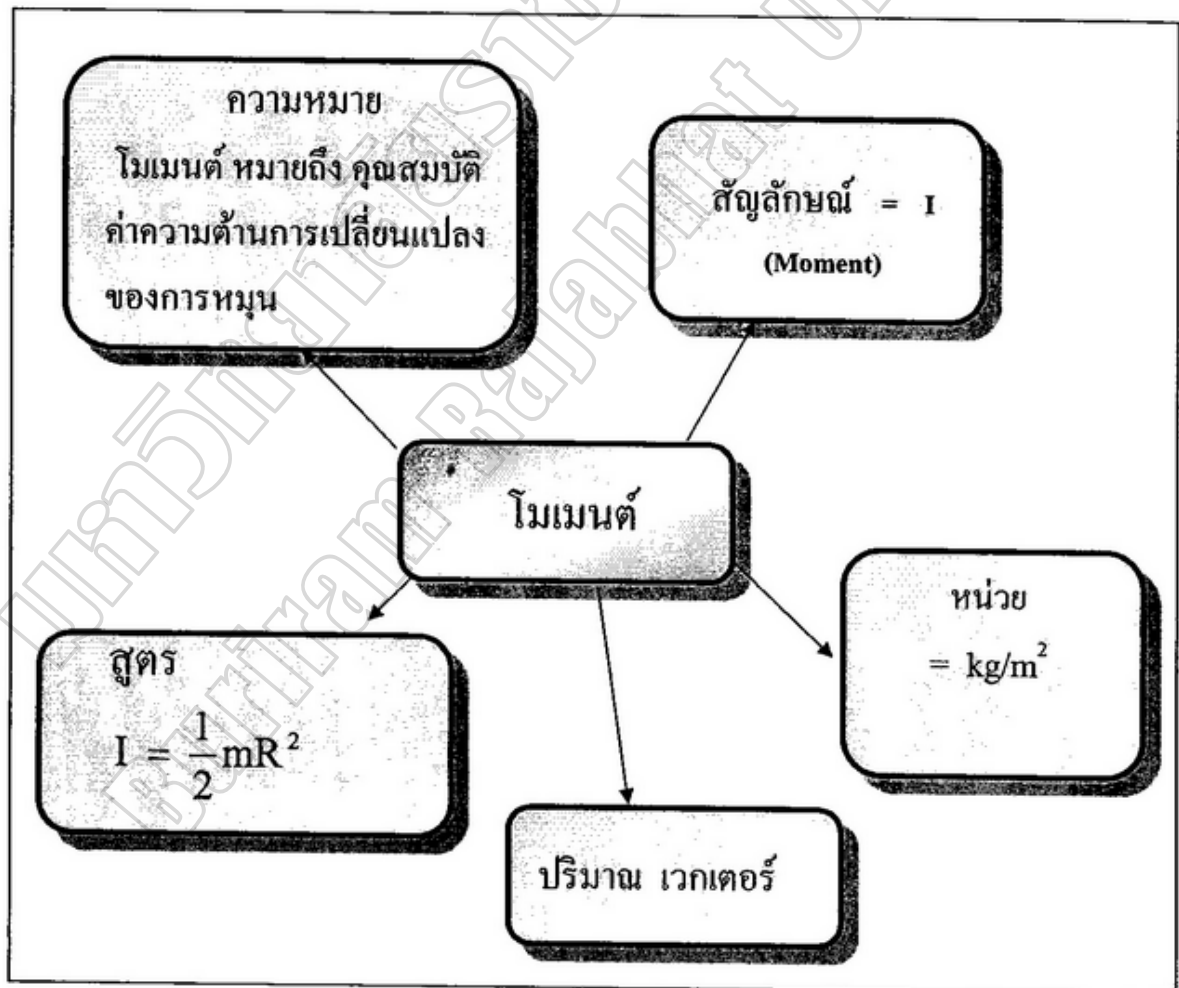 ความหมาย
โมเมนต์ หมายถึง คุณสมบัติ
ค่าความต้านการเปลี่ยนแปลง
ของการหมุน
สัญลักษณ์ = I
(Moment)
โมเมนต์
สูตร
I = 1/2 mR²
หน่วย
= kg/m²
ปริมาณ เวกเตอร์
Buriram Rajabhat